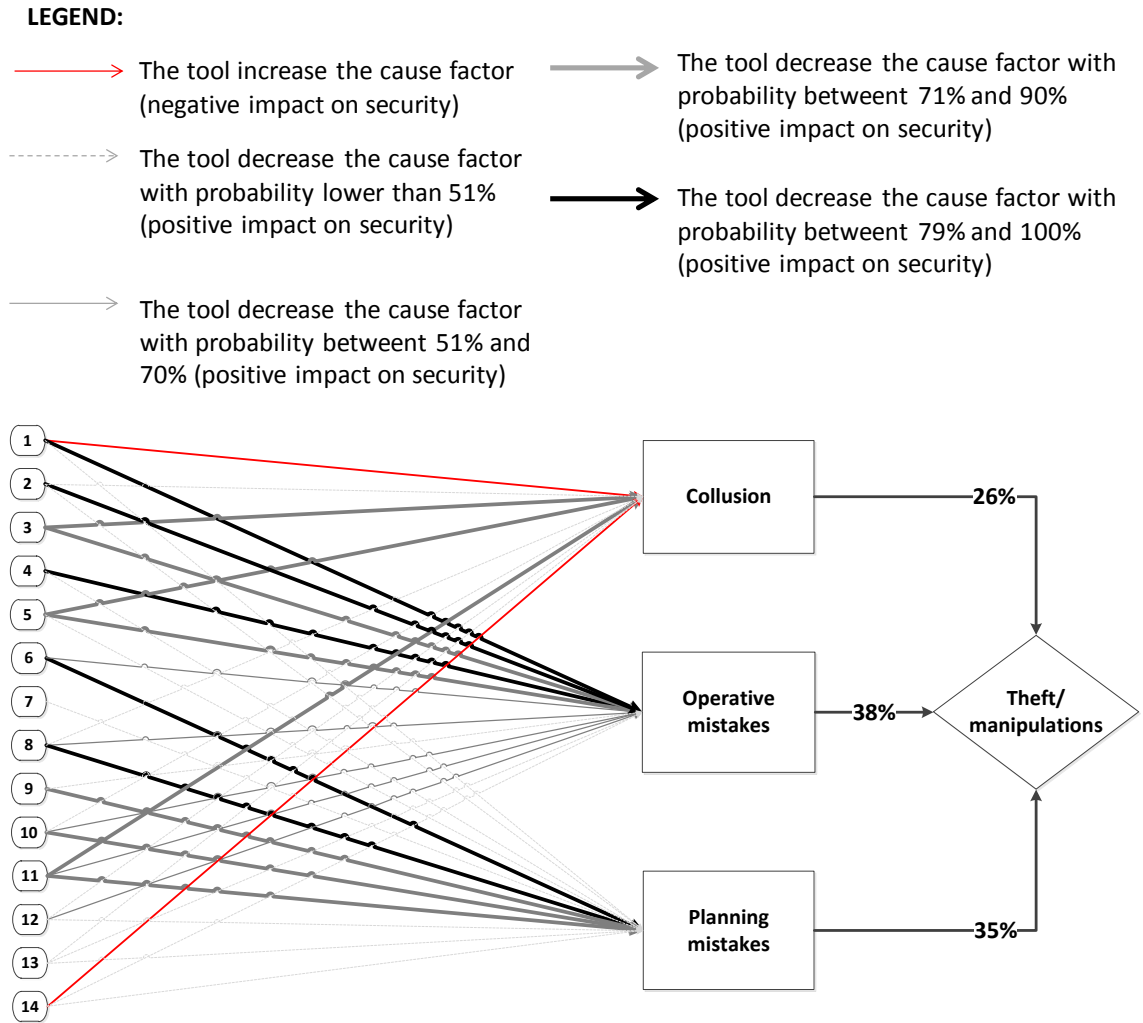 LEGEND:
The tool increase the cause factor
(negative impact on security)
The tool decrease the cause factor
with probability lower than 51%
(positive impact on security)
The tool decrease the cause factor
with probability betweent 51% and
70% (positive impact on security)
The tool decrease the cause factor with
probability betweent 71% and 90%
(positive impact on security)
The tool decrease the cause factor with
probability betweent 79% and 100%
(positive impact on security)
1
2
3
4
5
6
7
8
9
10
11
12
13
14
Collusion
Operative
mistakes
Planning
mistakes
26%
38%
35%
Theft/
manipulations